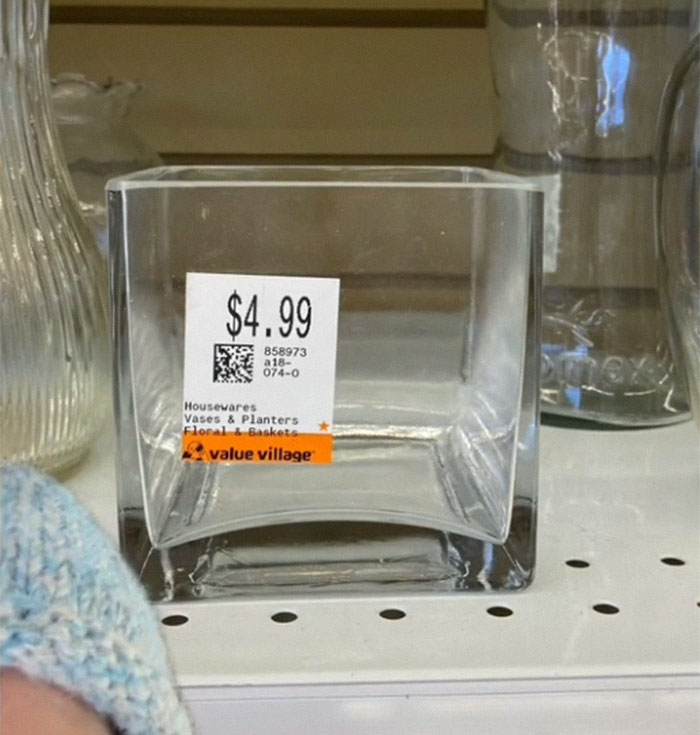 $4.99
858973
a18-
074-0
Housewares
Vases & Planters
Floral & Baskets
value village